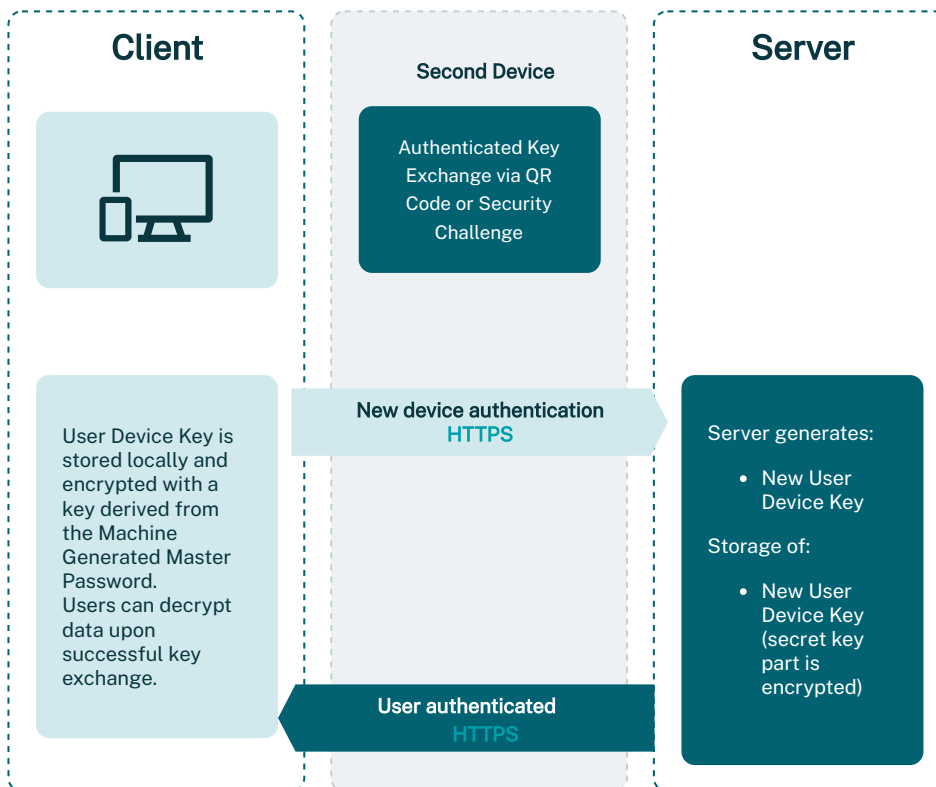 Client
Second Device
Server
Authenticated Key
Exchange via QR
Code or Security
Challenge
New device authentication
HTTPS
User Device Key is
stored locally and
encrypted with a
key derived from
the Machine
Generated Master
Password.
Users can decrypt
data upon
successful key
exchange.
Server generates:
• New User
Device Key
Storage of:
• New User
Device Key
(secret key
part is
encrypted)
User authenticated
HTTPS